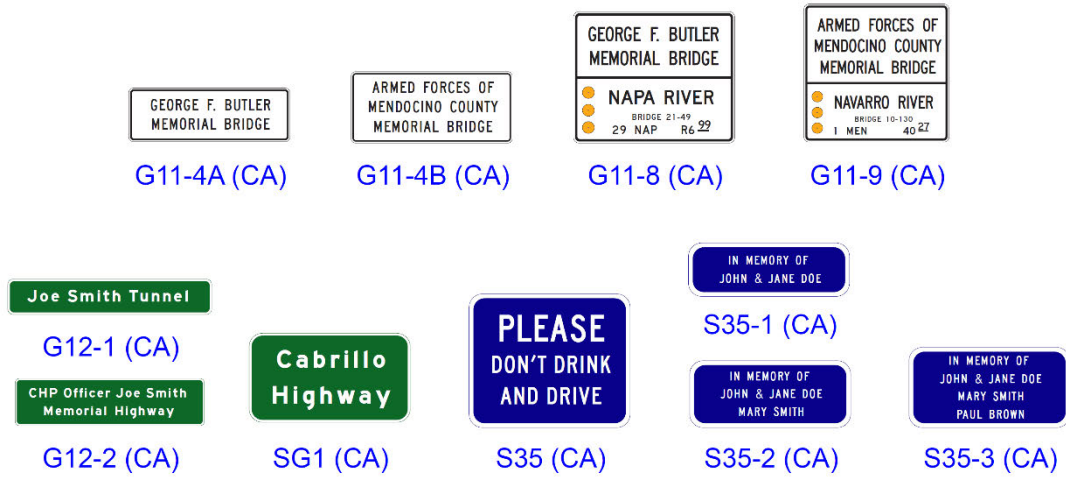 GEORGE F. BUTLER
MEMORIAL BRIDGE
G11-4A (CA)
ARMED FORCES OF
MENDOCINO COUNTY
MEMORIAL BRIDGE
G11-4B (CA)
GEORGE F. BUTLER
MEMORIAL BRIDGE
NAPA RIVER
BRIDGE 21-49
29 NAP R6 99
G11-8 (CA)
ARMED FORCES OF
MENDOCINO COUNTY
MEMORIAL BRIDGE
NAVARRO RIVER
BRIDGE 10-130
1 MEN 40 27
G11-9 (CA)
Joe Smith Tunnel
G12-1 (CA)
CHP Officer Joe Smith
Memorial Highway
G12-2 (CA)
Cabrillo
Highway
SG1 (CA)
PLEASE
DON'T DRINK
AND DRIVE
S35 (CA)
IN MEMORY OF
JOHN & JANE DOE
S35-1 (CA)
IN MEMORY OF
JOHN & JANE DOE
MARY SMITH
S35-2 (CA)
IN MEMORY OF
JOHN & JANE DOE
MARY SMITH
PAUL BROWN
S35-3 (CA)